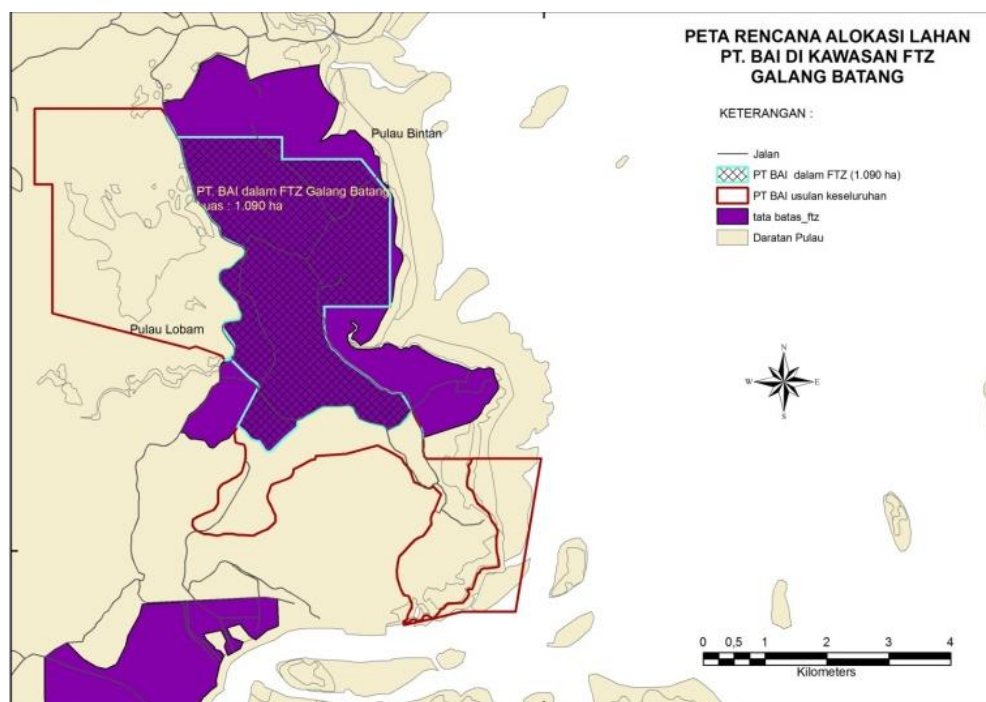 PETA RENCANA ALOKASI LAHAN
PT. BAI DI KAWASAN FTZ
GALANG BATANG
KETERANGAN :
Jalan
PT BAI dalam FTZ (1.090 ha)
PT BAI usulan keseluruhan
tata batas_ftz
Daratan Pulau
Pulau Bintan
PT. BAI dalam FTZ Galang Batang
Luas : 1.090 ha
Pulau Lobam
N
W E
S
0 0,5 1 2 3 4
Kilometers